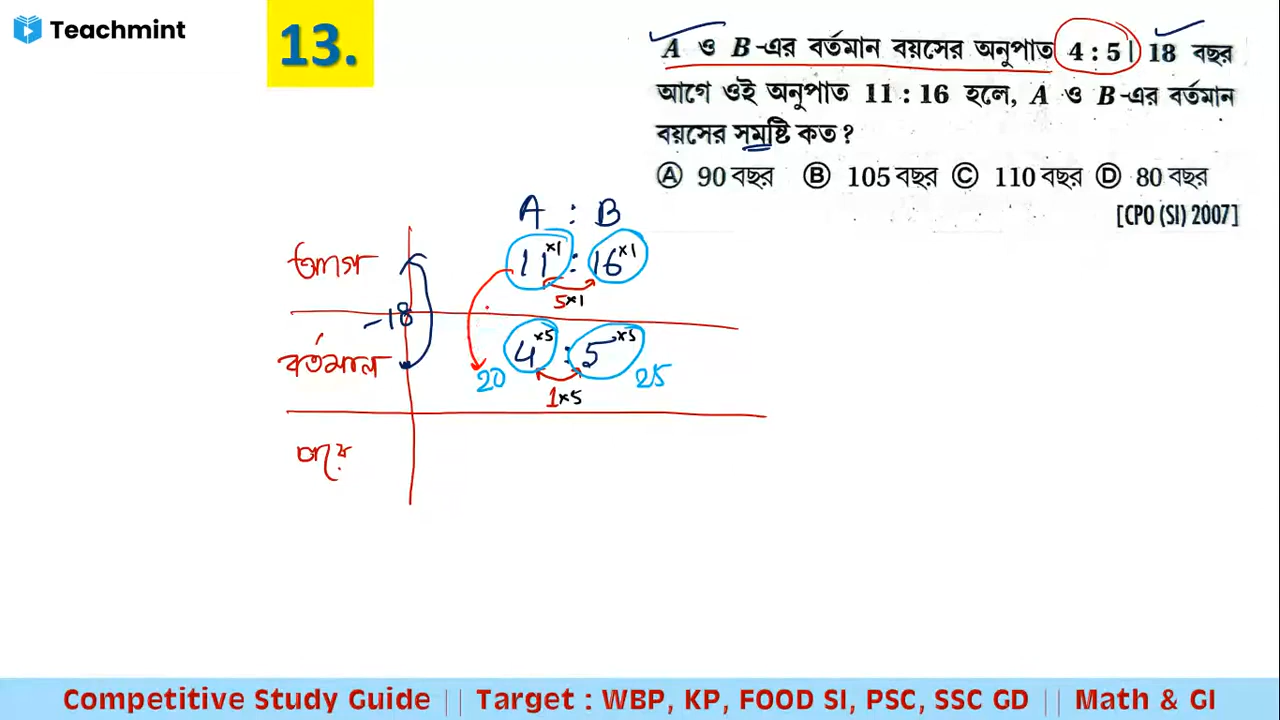 Teachmint
13.
A ও B-এর বর্তমান বয়সের অনুপাত 4 : 5। 18 বছর
আগে ওই অনুপাত 11 : 16 হলে, A ও B-এর বর্তমান
বয়সের সমষ্টি কত ?
Ⓐ 90 বছর Ⓑ 105 বছর Ⓒ 110 বছর Ⓓ 80 বছর
[CPO (SI) 2007]
A : B
আগে 11×1 : 16×1
5×1
-18
বর্তমান 4×5 : 5×5
20 25
1×5
পরে
Competitive Study Guide || Target : WBP, KP, FOOD SI, PSC, SSC GD || Math & GI